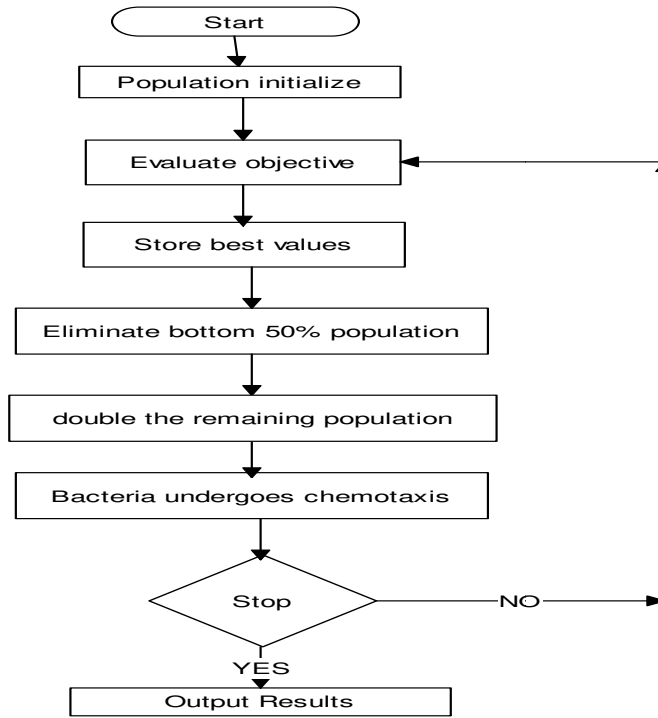 Start
Population initialize
Evaluate objective
Store best values
Eliminate bottom 50% population
double the remaining population
Bacteria undergoes chemotaxis
Stop
NO
YES
Output Results